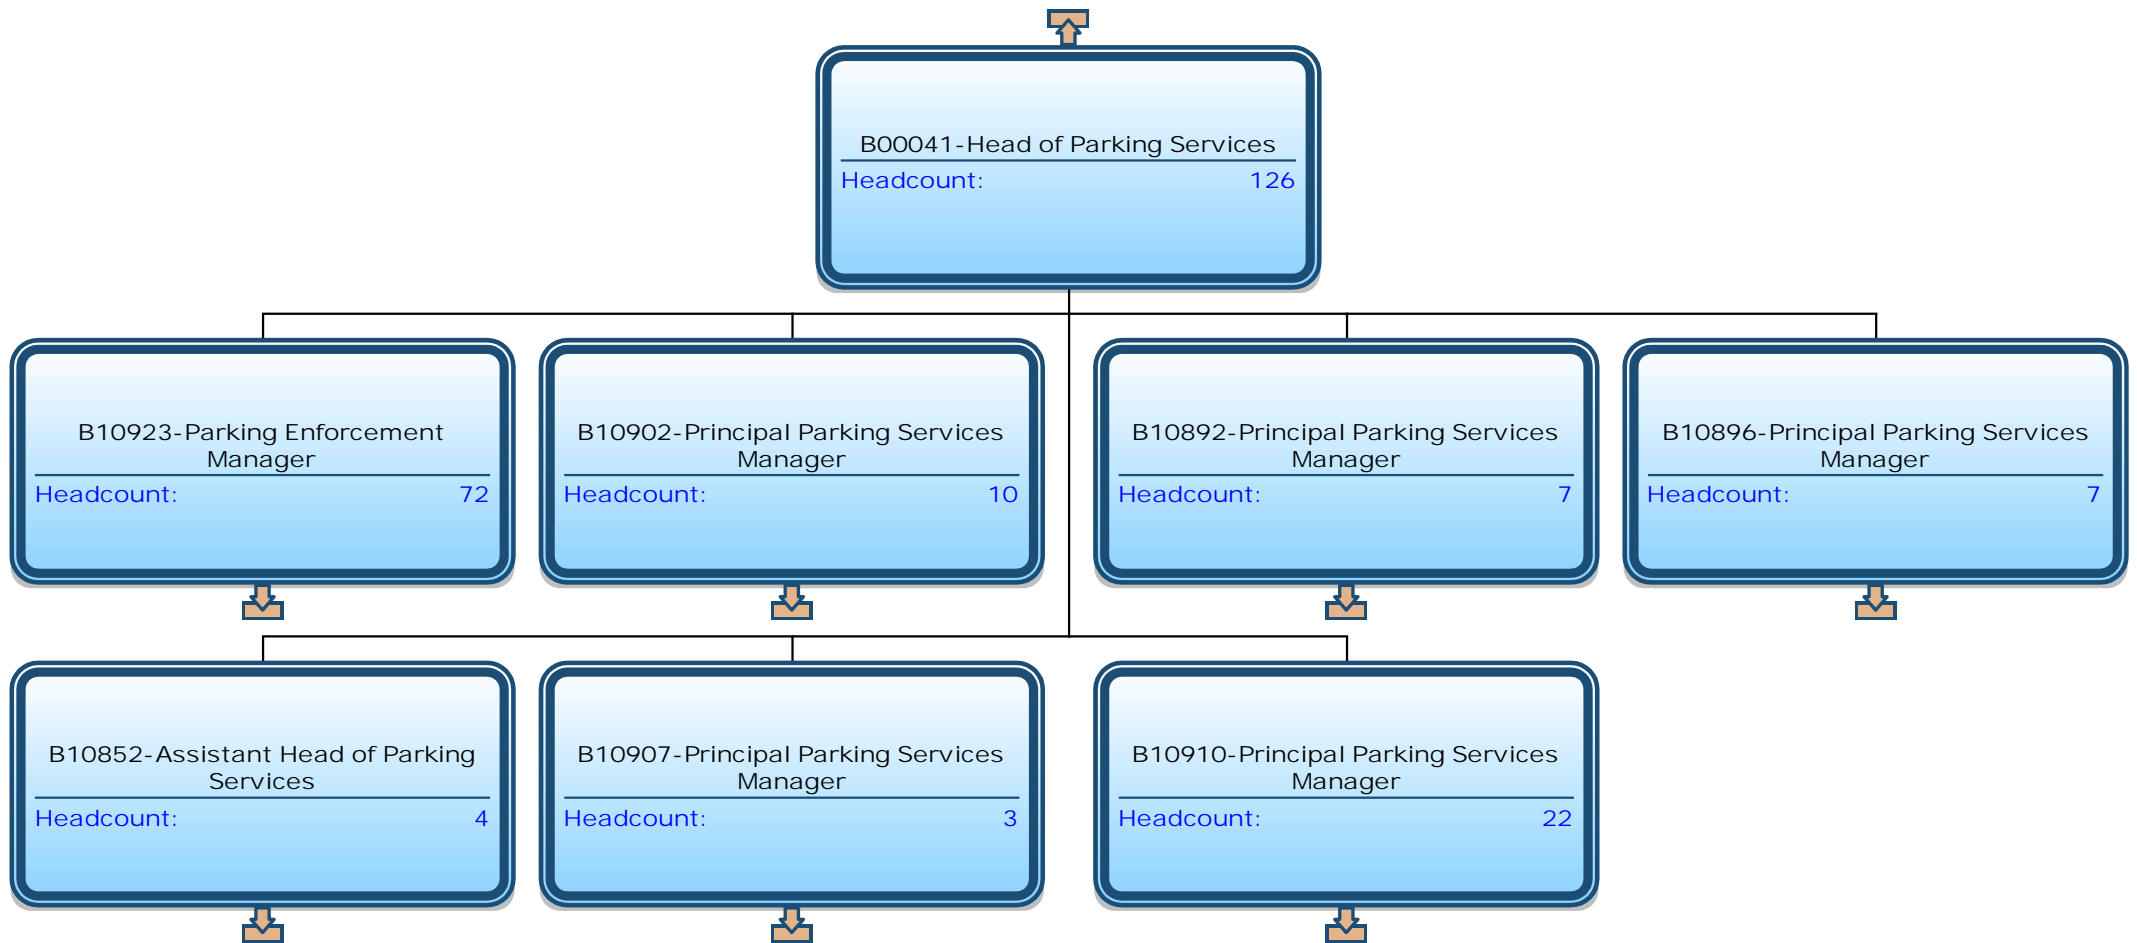 B00041-Head of Parking Services
Headcount: 126
B10923-Parking Enforcement
Manager
Headcount: 72
B10902-Principal Parking Services
Manager
Headcount: 10
B10892-Principal Parking Services
Manager
Headcount: 7
B10896-Principal Parking Services
Manager
Headcount: 7
B10852-Assistant Head of Parking
Services
Headcount: 4
B10907-Principal Parking Services
Manager
Headcount: 3
B10910-Principal Parking Services
Manager
Headcount: 22